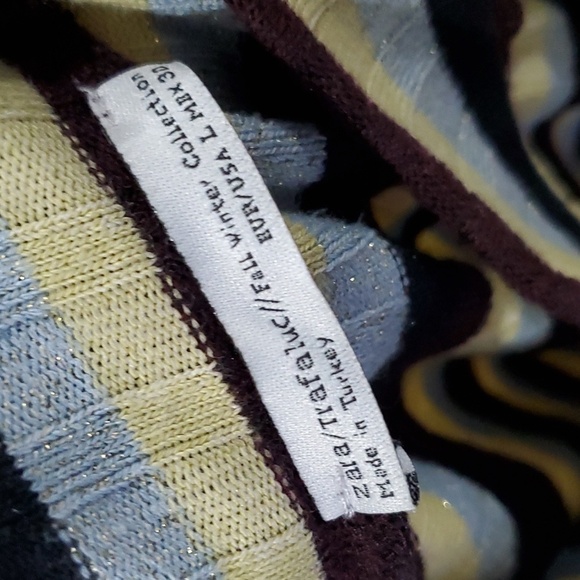 Zara/TraFaluc//Fall Winter Collection
Made in Turkey EUR/USA L MEX 30